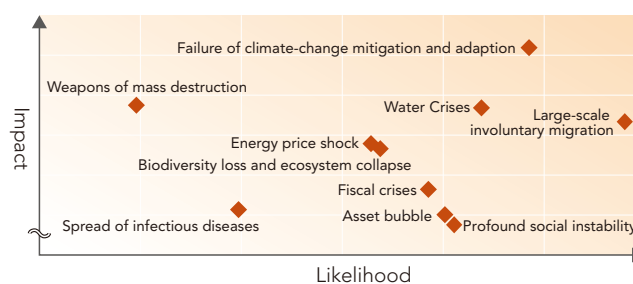 Failure of climate-change mitigation and adaption
Weapons of mass destruction
Water Crises
Large-scale
involuntary migration
Energy price shock
Biodiversity loss and ecosystem collapse
Fiscal crises
Asset bubble
Profound social instability
Spread of infectious diseases
Impact
Likelihood